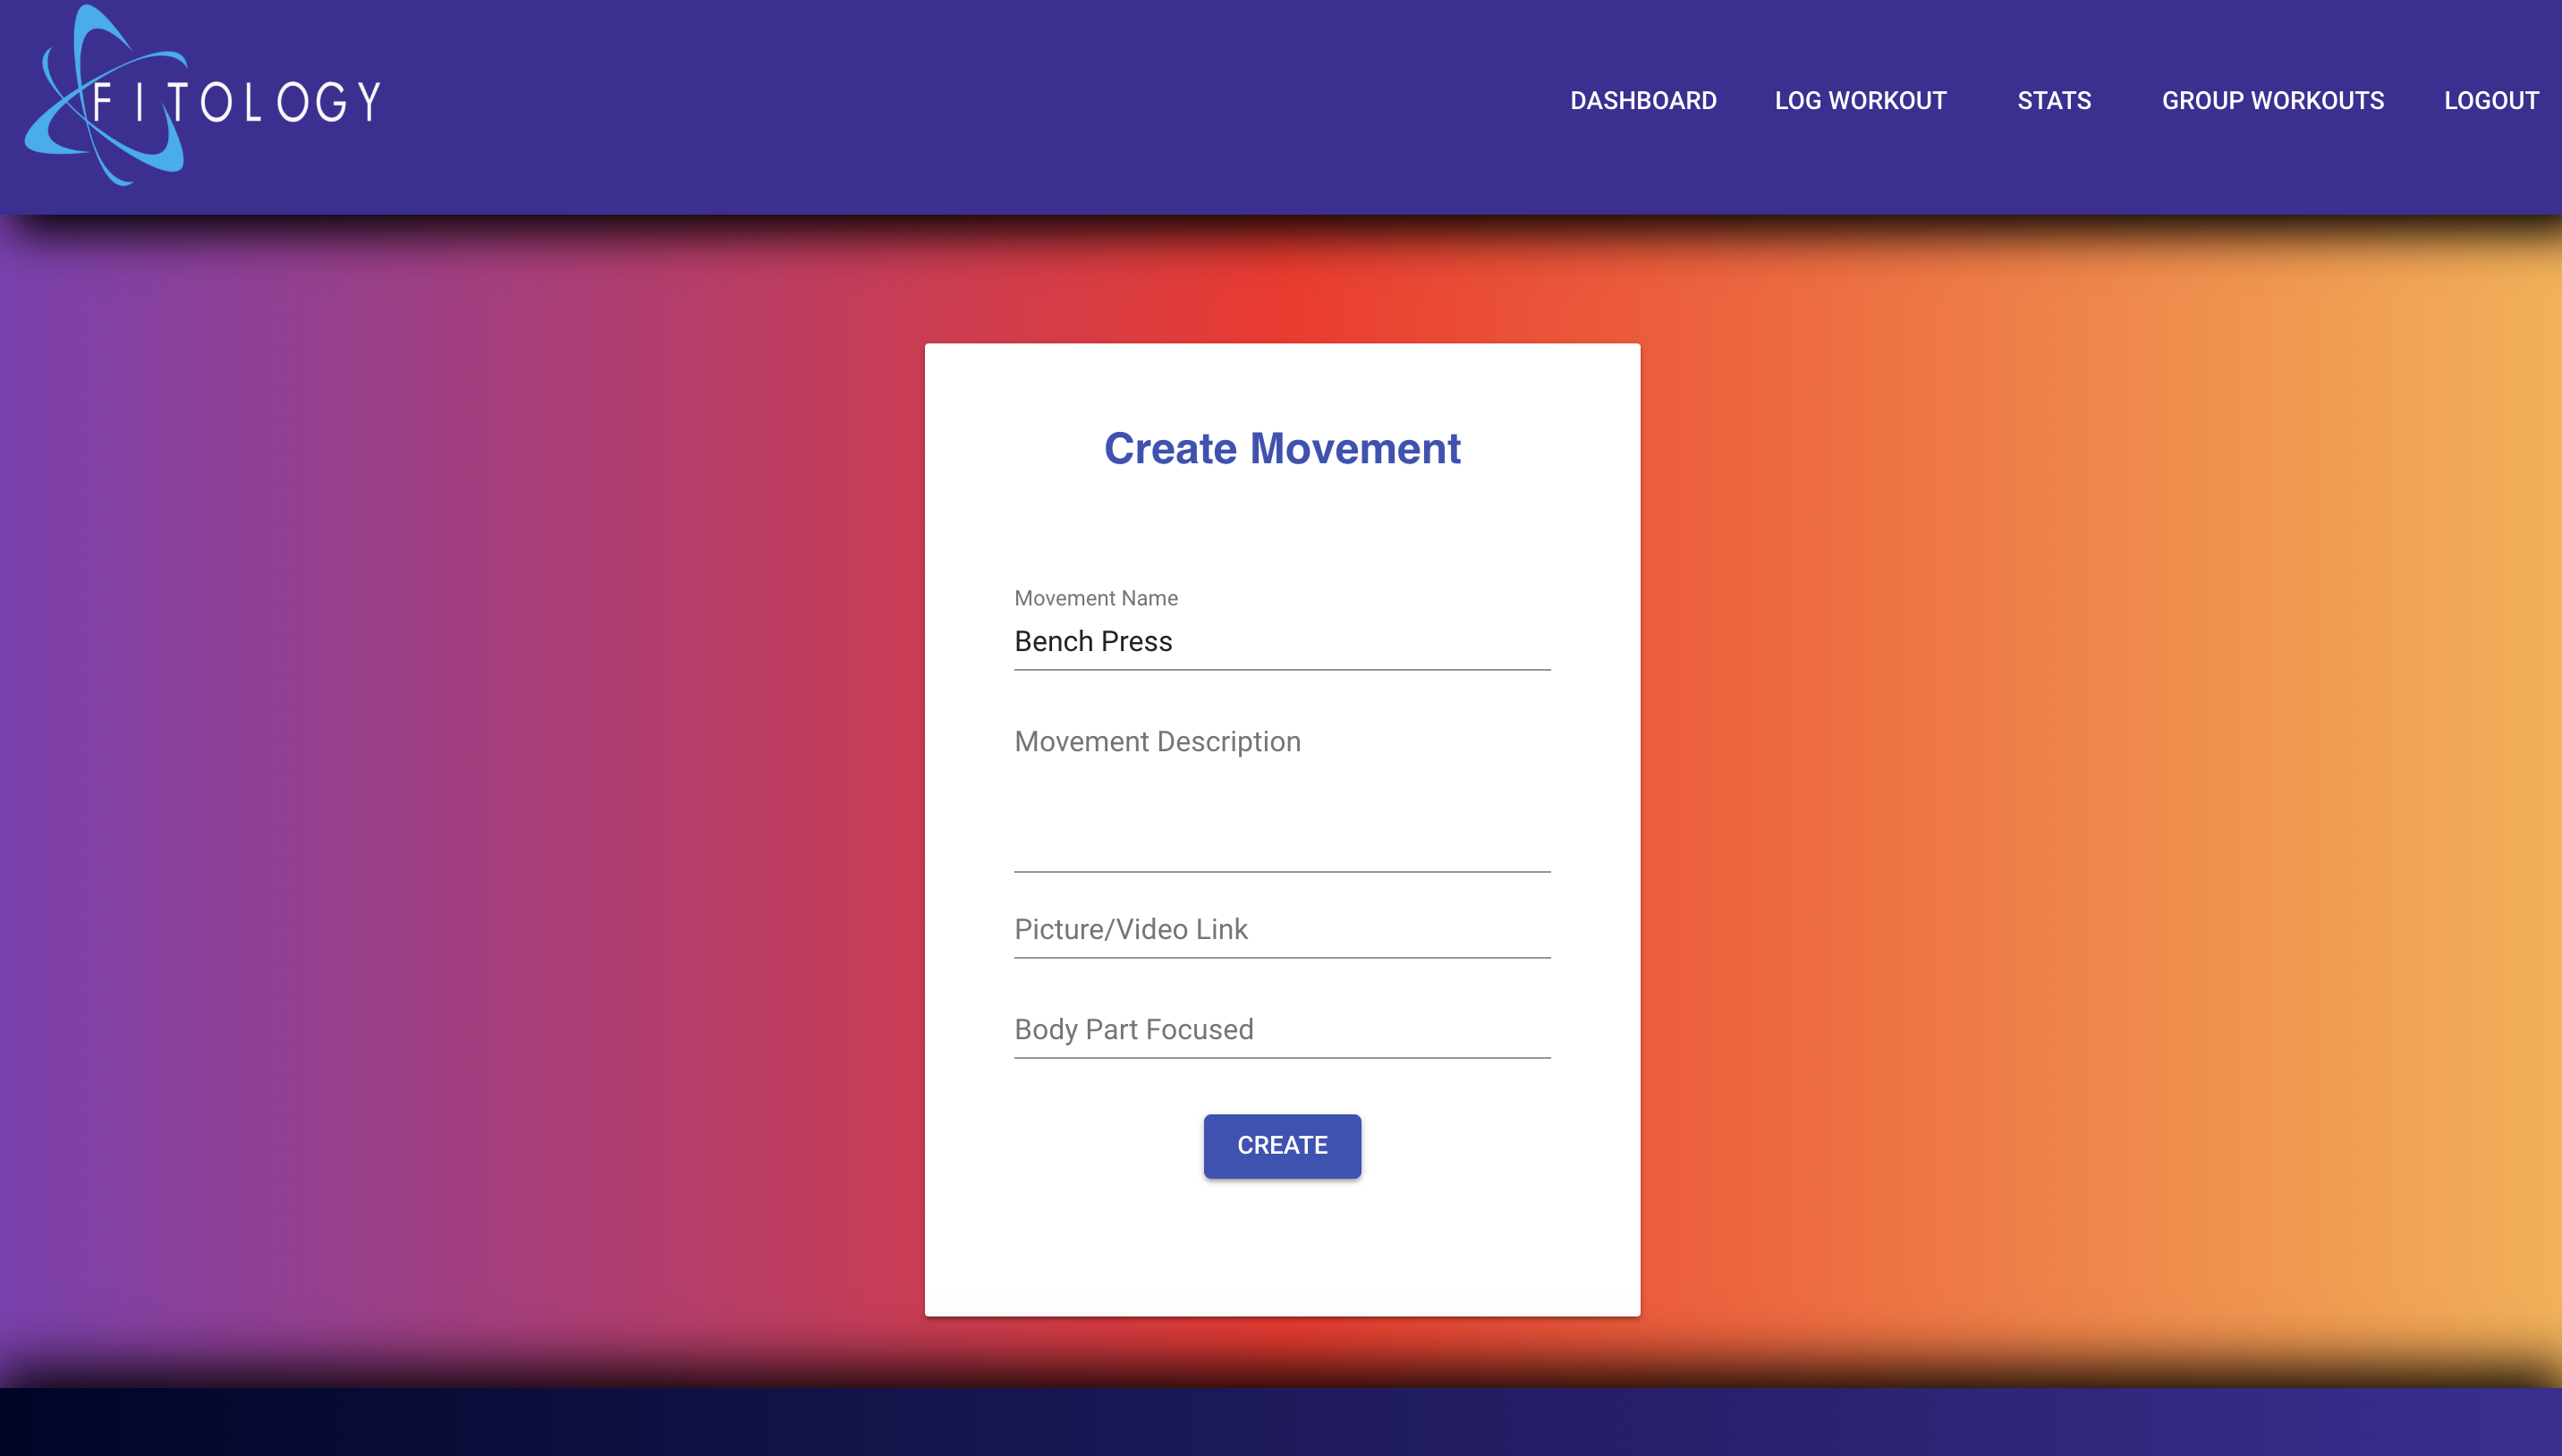 FITOLOGY
DASHBOARD LOG WORKOUT STATS GROUP WORKOUTS LOGOUT
Create Movement
Movement Name
Bench Press
Movement Description
Picture/Video Link
Body Part Focused
CREATE